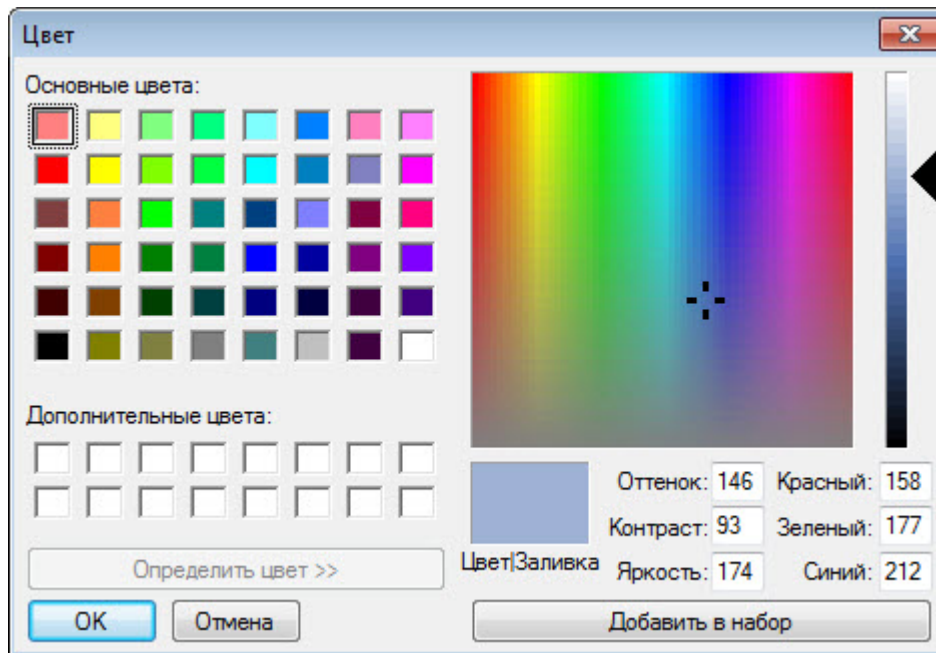 Цвет
Основные цвета:
Дополнительные цвета:
Определить цвет >>
OK
Отмена
Цвет|Заливка
Оттенок: 146
Красный: 158
Контраст: 93
Зеленый: 177
Яркость: 174
Синий: 212
Добавить в набор